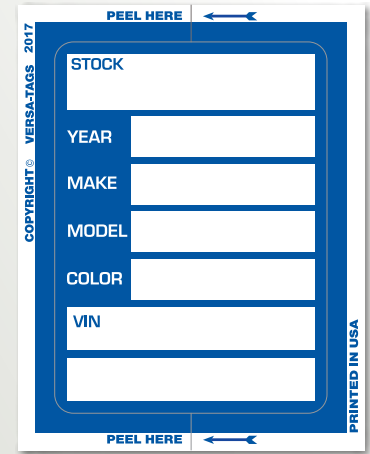 PEEL HERE
COPYRIGHT © VERSA-TAGS 2017
STOCK
YEAR
MAKE
MODEL
COLOR
VIN
PRINTED IN USA
PEEL HERE